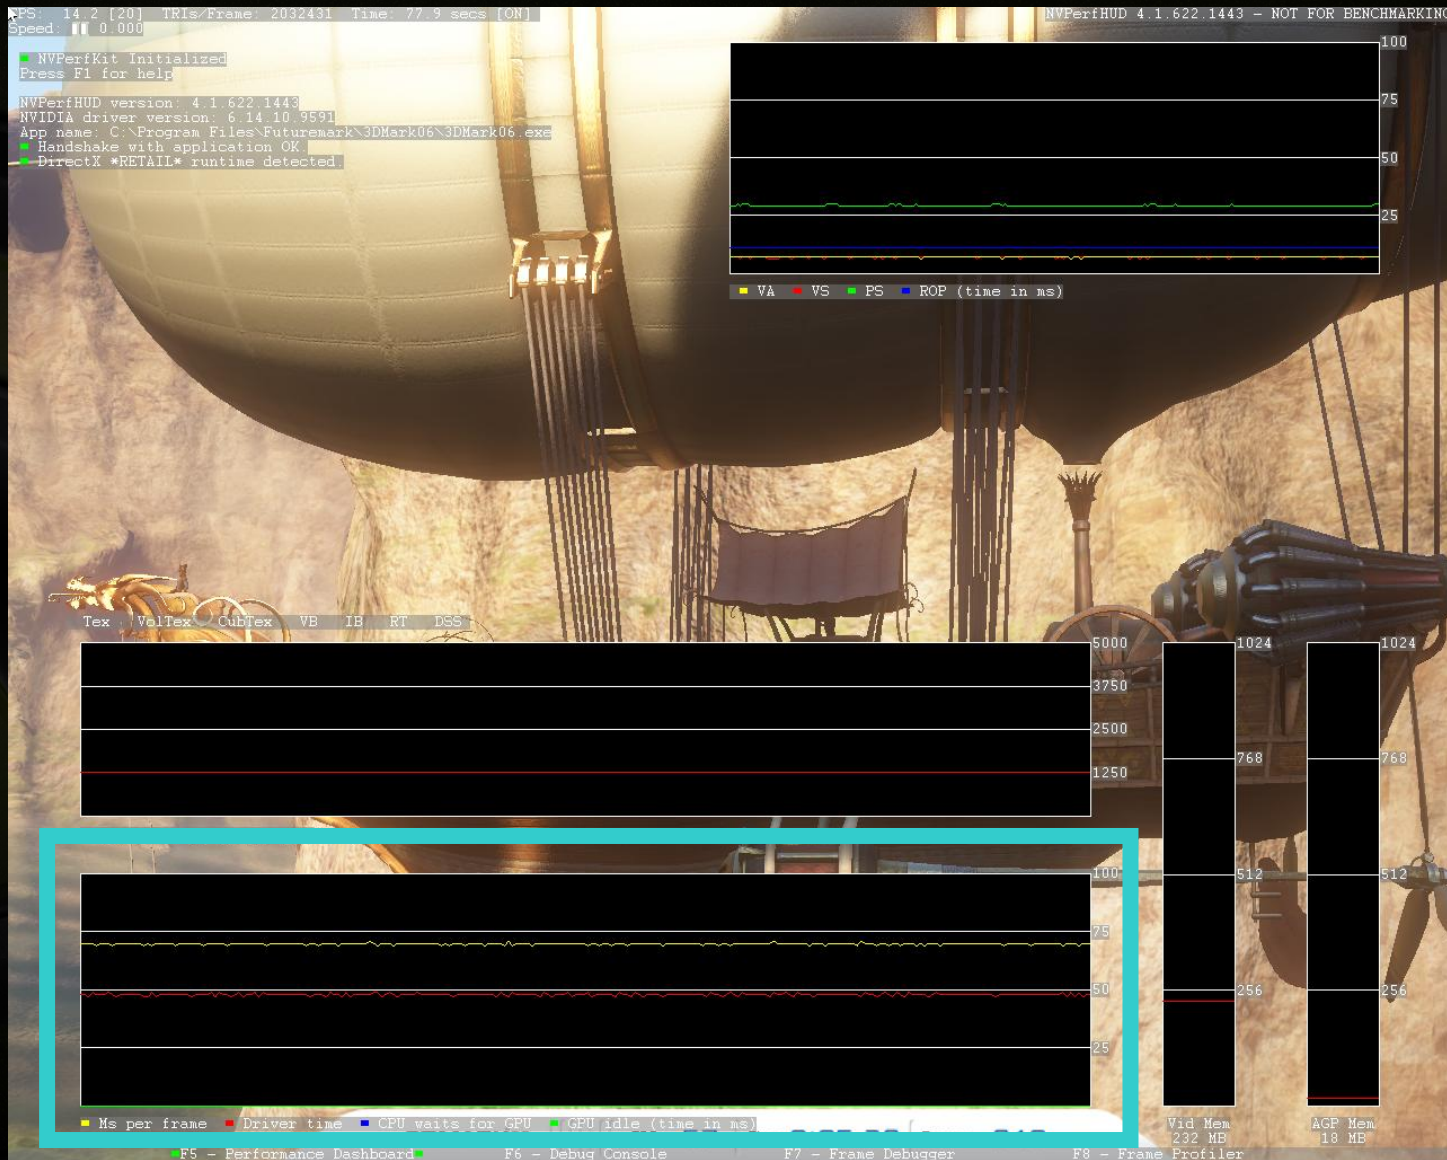 FPS: 14.2 [20] TRIs/Frame: 2032431 Time: 77.9 secs [ON]
NVPerfHUD 4.1.622.1443 - NOT FOR BENCHMARKING
Speed: 0.000
NVPerfKit Initialized
Press F1 for help
NVPerfHUD version: 4.1.622.1443
NVIDIA driver version: 6.14.10.9591
App name: C:\Program Files\Futuremark\3DMark06\3DMark06.exe
Handshake with application OK.
DirectX *RETAIL* runtime detected.
100
75
50
25
VA VS PS ROP (time in ms)
Tex VolTex CubTex VB IB RT DSS
5000
3750
2500
1250
1024
768
512
256
1024
768
512
256
100
75
50
25
Ms per frame Driver time CPU waits for GPU GPU idle (time in ms)
Vid Mem
232 MB
AGP Mem
18 MB
F5 - Performance Dashboard F6 - Debug Console F7 - Frame Debugger F8 - Frame Profiler